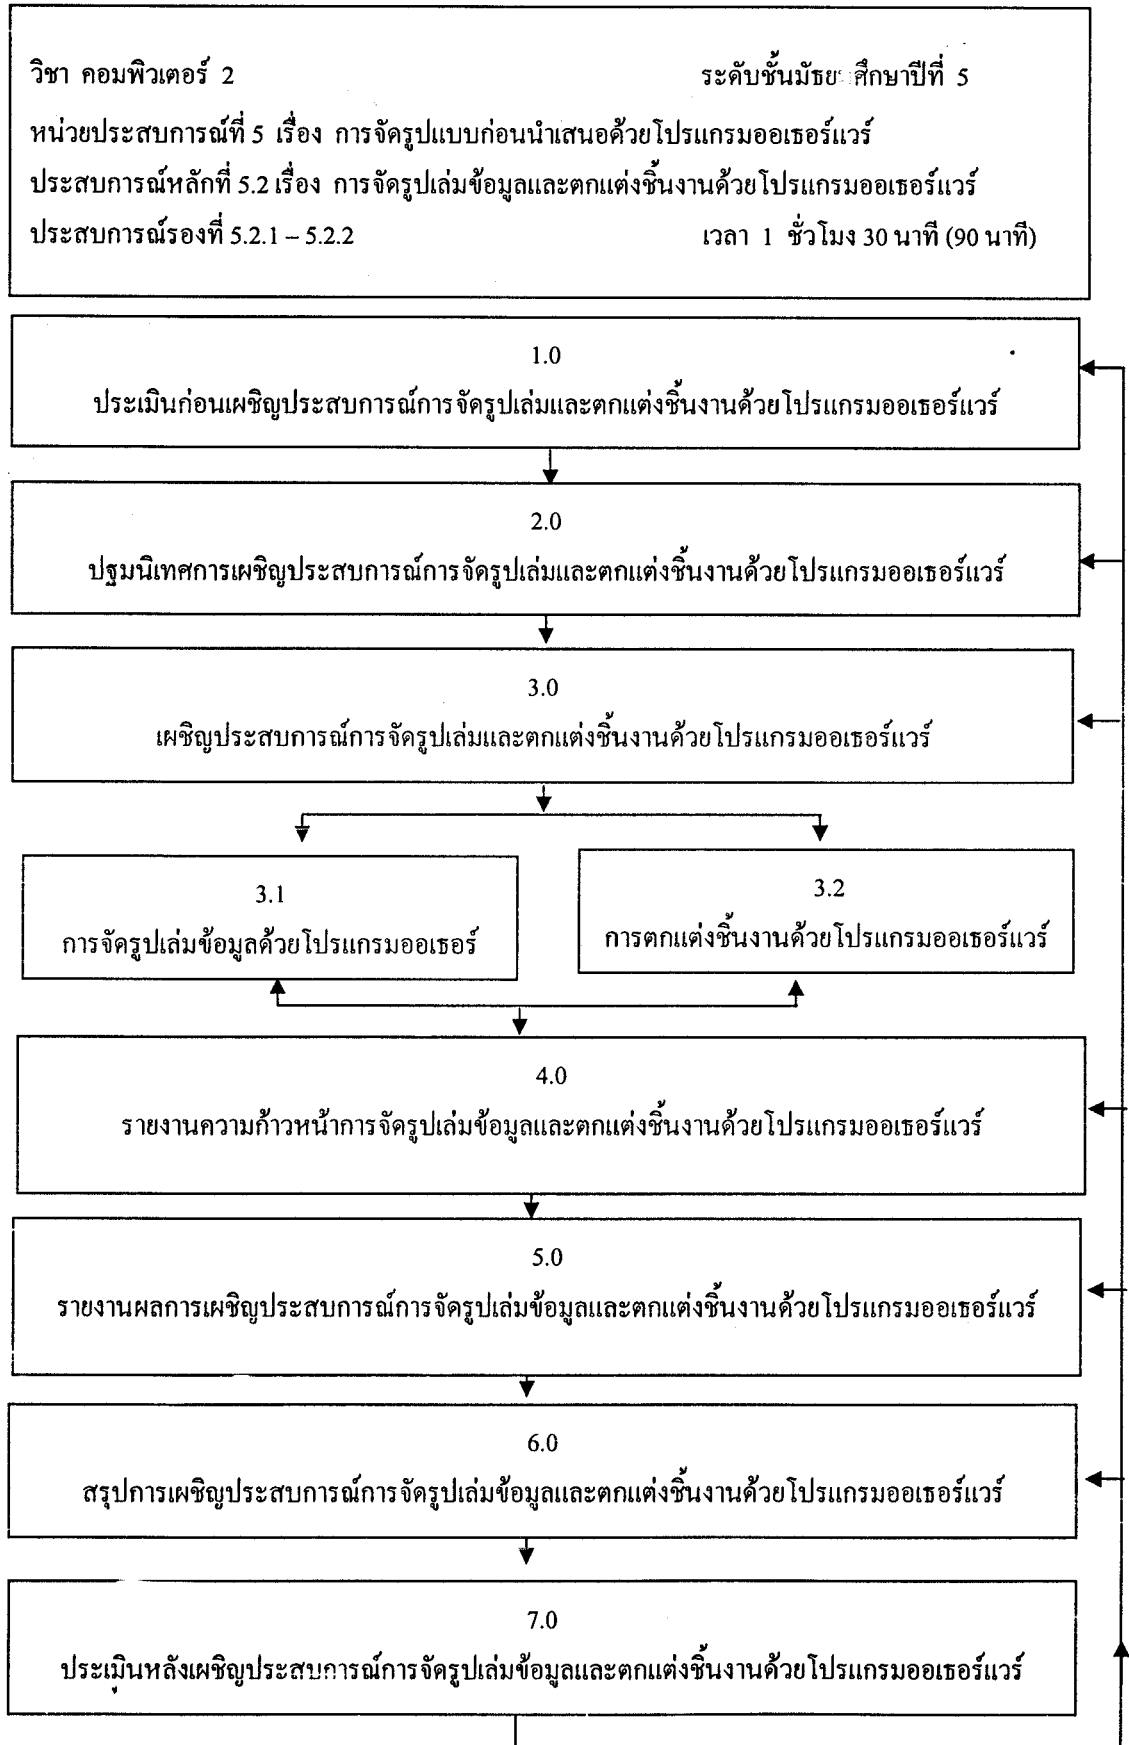 วิชา คอมพิวเตอร์ 2 ระดับชั้นมัธยมศึกษาปีที่ 5
หน่วยประสบการณ์ที่ 5 เรื่อง การจัดรูปแบบก่อนนำเสนอด้วยโปรแกรมออเธอร์แวร์
ประสบการณ์หลักที่ 5.2 เรื่อง การจัดรูปเล่มข้อมูลและตกแต่งชิ้นงานด้วยโปรแกรมออเธอร์แวร์
ประสบการณ์รองที่ 5.2.1 – 5.2.2 เวลา 1 ชั่วโมง 30 นาที (90 นาที)
1.0
ประเมินก่อนเผชิญประสบการณ์การจัดรูปเล่มและตกแต่งชิ้นงานด้วยโปรแกรมออเธอร์แวร์
2.0
ปฐมนิเทศการเผชิญประสบการณ์การจัดรูปเล่มและตกแต่งชิ้นงานด้วยโปรแกรมออเธอร์แวร์
3.0
เผชิญประสบการณ์การจัดรูปเล่มและตกแต่งชิ้นงานด้วยโปรแกรมออเธอร์แวร์
3.1
การจัดรูปเล่มข้อมูลด้วยโปรแกรมออเธอร์
3.2
การตกแต่งชิ้นงานด้วยโปรแกรมออเธอร์แวร์
4.0
รายงานความก้าวหน้าการจัดรูปเล่มข้อมูลและตกแต่งชิ้นงานด้วยโปรแกรมออเธอร์แวร์
5.0
รายงานผลการเผชิญประสบการณ์การจัดรูปเล่มข้อมูลและตกแต่งชิ้นงานด้วยโปรแกรมออเธอร์แวร์
6.0
สรุปการเผชิญประสบการณ์การจัดรูปเล่มข้อมูลและตกแต่งชิ้นงานด้วยโปรแกรมออเธอร์แวร์
7.0
ประเมินหลังเผชิญประสบการณ์การจัดรูปเล่มข้อมูลและตกแต่งชิ้นงานด้วยโปรแกรมออเธอร์แวร์